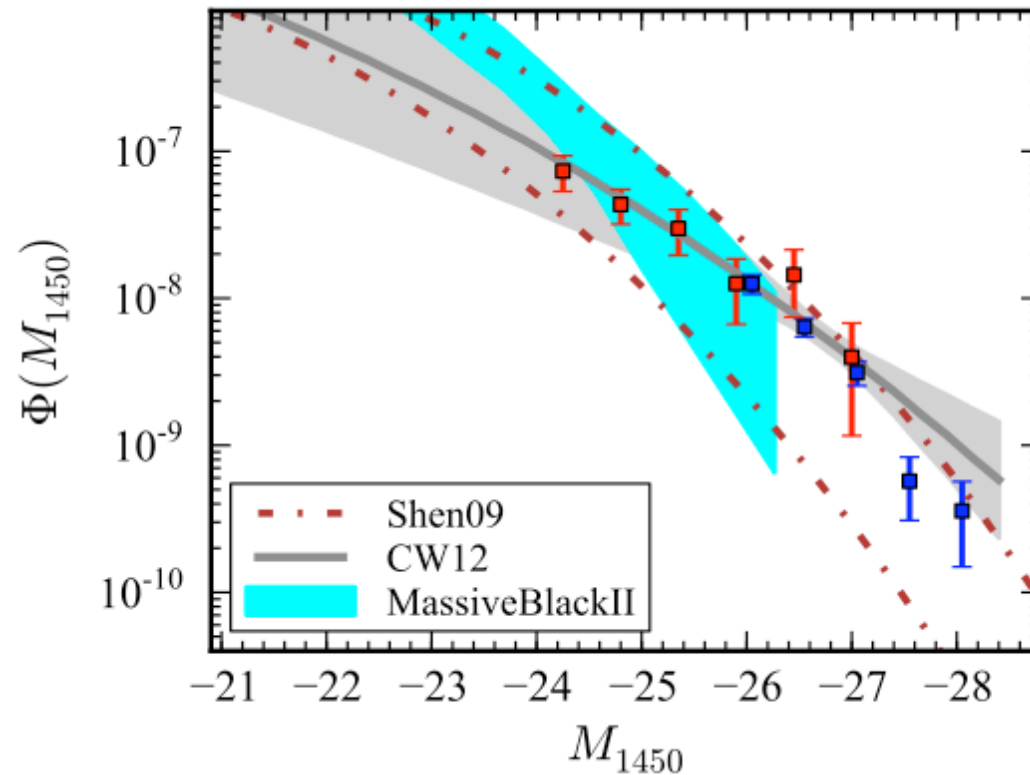 Φ(M₁₄₅₀)
10⁻⁷
10⁻⁸
10⁻⁹
10⁻¹⁰
Shen09
CW12
MassiveBlackII
−21 −22 −23 −24 −25 −26 −27 −28
M₁₄₅₀